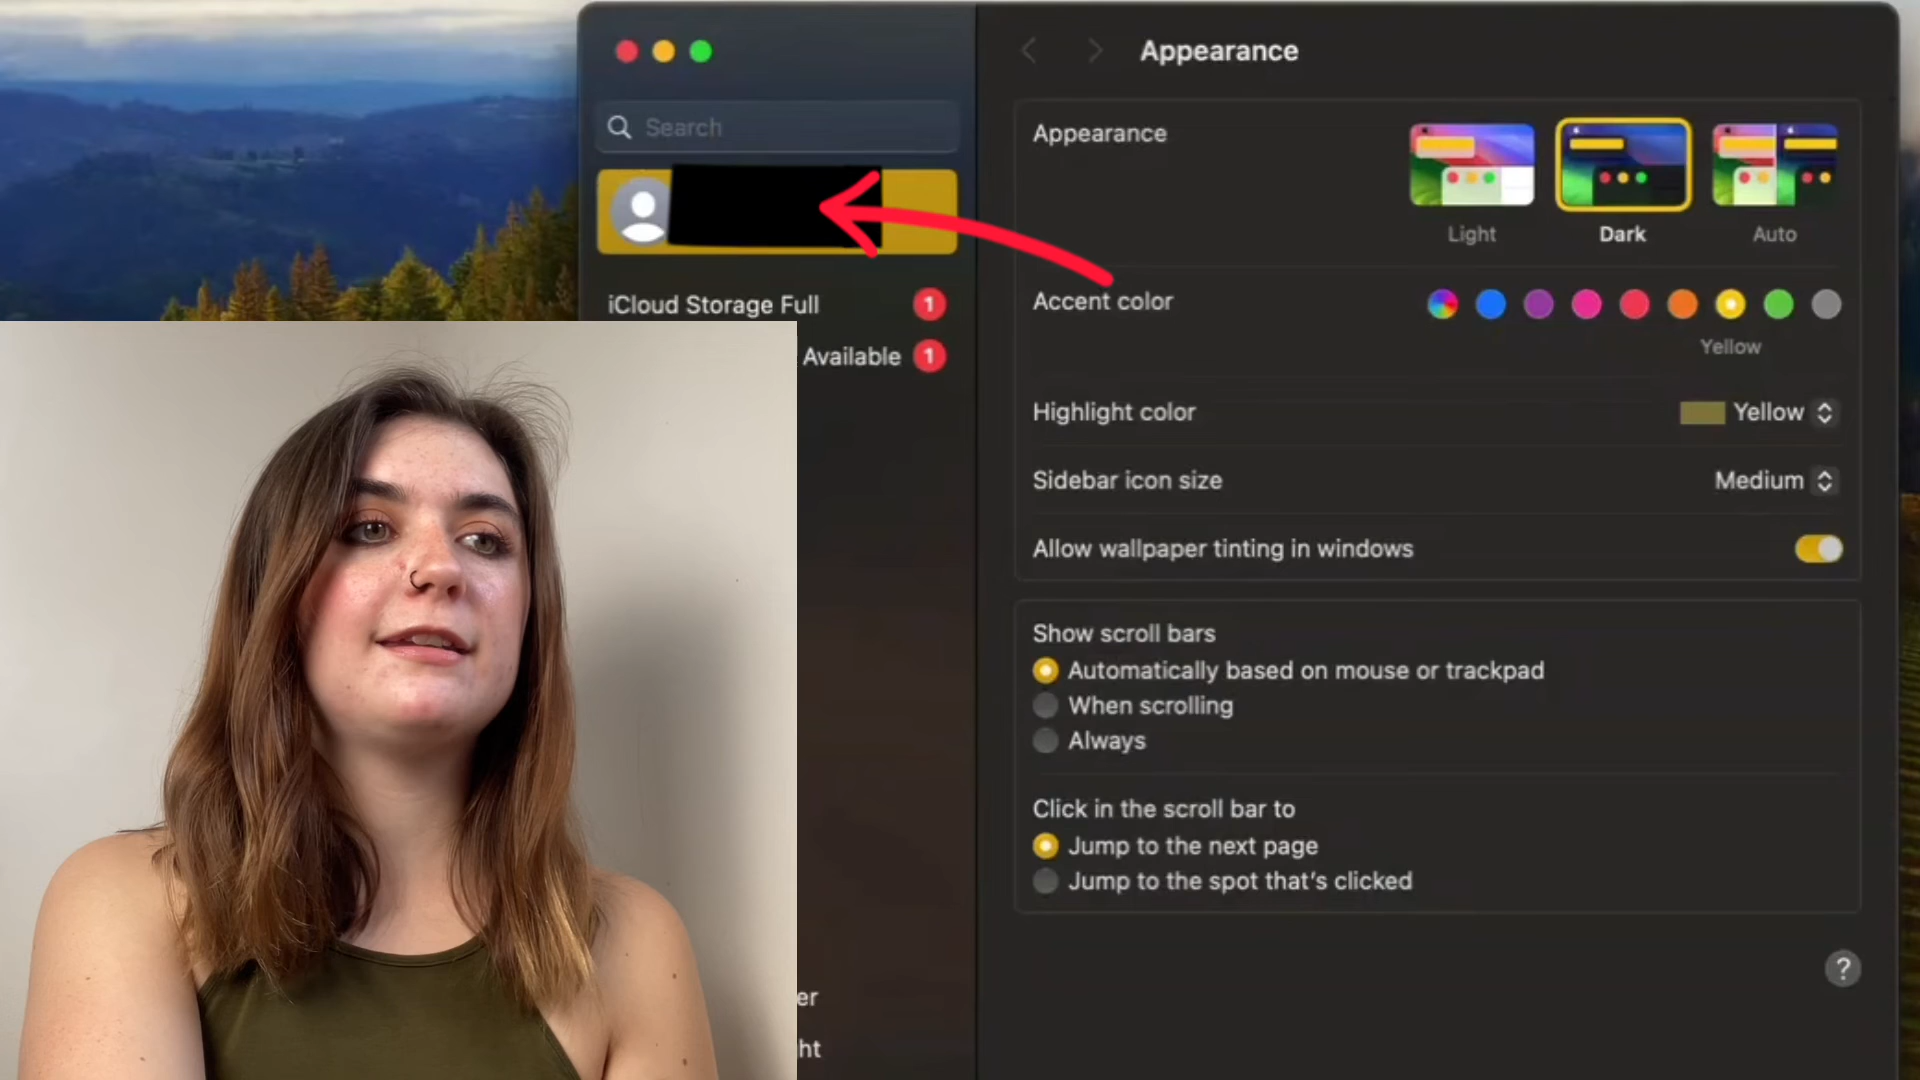 Search
iCloud Storage Full 1
Available 1
er
ht
Appearance
Appearance
Light
Dark
Auto
Accent color
Yellow
Highlight color
Yellow
Sidebar icon size
Medium
Allow wallpaper tinting in windows
Show scroll bars
Automatically based on mouse or trackpad
When scrolling
Always
Click in the scroll bar to
Jump to the next page
Jump to the spot that's clicked
?